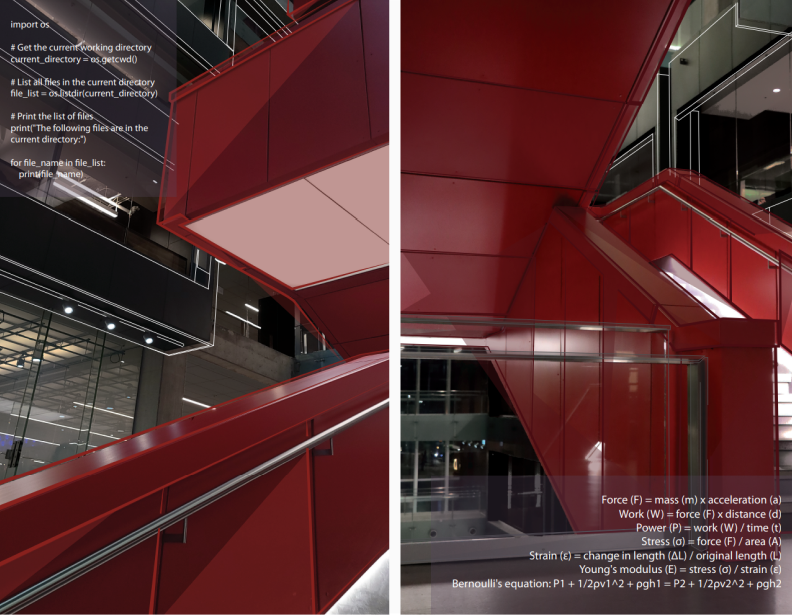 import os
# Get the current working directory
current_directory = os.getcwd()
# List all files in the current directory
file_list = os.listdir(current_directory)
# Print the list of files
print("The following files are in the
current directory:")
for file_name in file_list:
print(file_name)
Force (F) = mass (m) x acceleration (a)
Work (W) = force (F) x distance (d)
Power (P) = work (W) / time (t)
Stress (σ) = force (F) / area (A)
Strain (ε) = change in length (ΔL) / original length (L)
Young's modulus (E) = stress (σ) / strain (ε)
Bernoulli's equation: P1 + 1/2ρv1^2 + ρgh1 = P2 + 1/2ρv2^2 + ρgh2